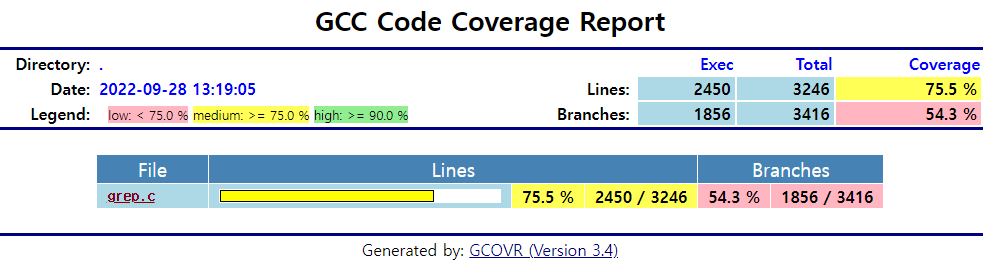 GCC Code Coverage Report
Directory: . Exec Total Coverage
Date: 2022-09-28 13:19:05 Lines: 2450 3246 75.5 %
Legend: low: < 75.0 % medium: >= 75.0 % high: >= 90.0 % Branches: 1856 3416 54.3 %
File Lines Branches
grep.c 75.5 % 2450 / 3246 54.3 % 1856 / 3416
Generated by: GCOVR (Version 3.4)